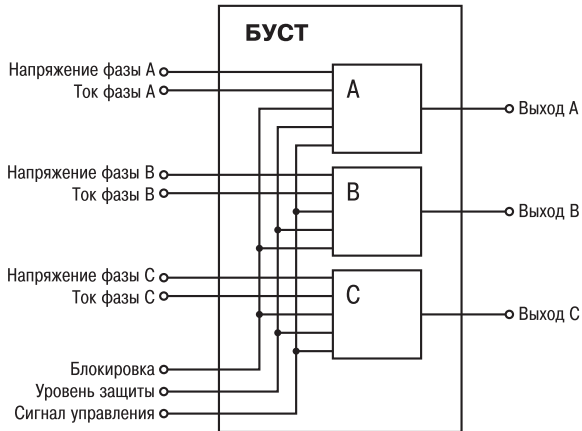 БУСТ
Напряжение фазы А
Ток фазы А
А
Выход А
Напряжение фазы В
Ток фазы В
В
Выход В
Напряжение фазы С
Ток фазы С
С
Выход С
Блокировка
Уровень защиты
Сигнал управления